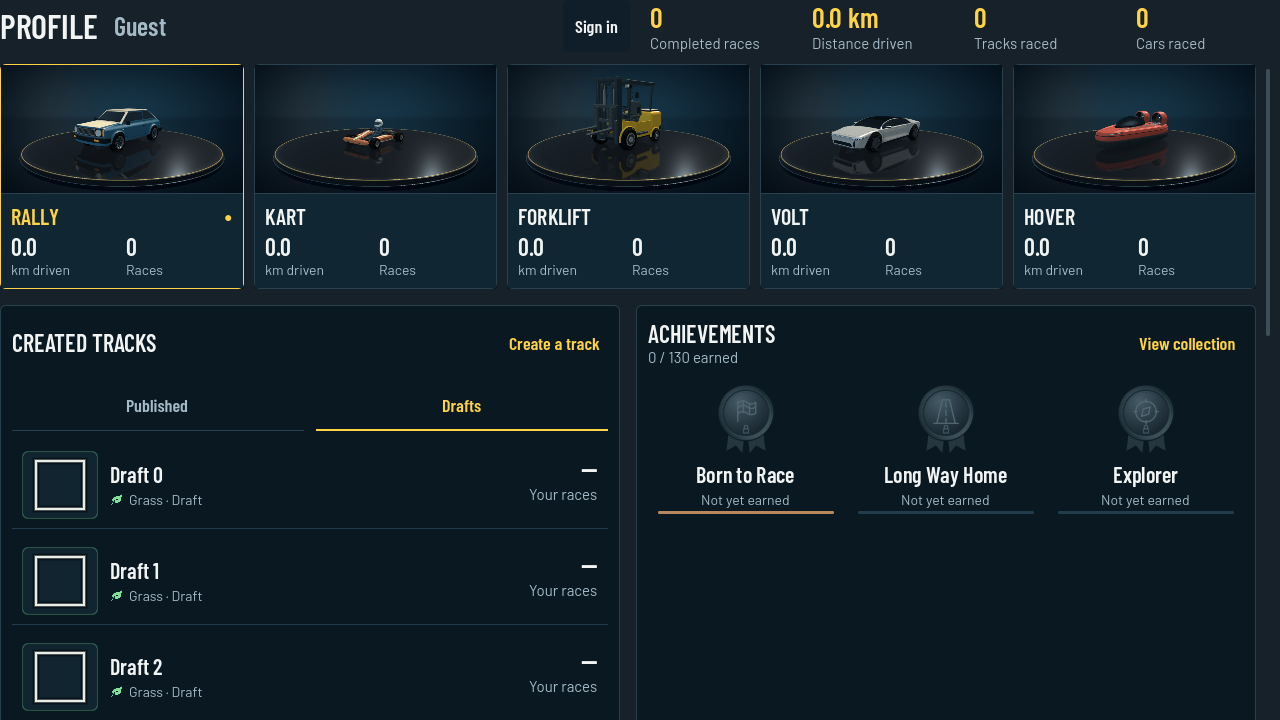 PROFILE Guest
Sign in
0 0.0 km 0 0
Completed races Distance driven Tracks raced Cars raced
RALLY KART FORKLIFT VOLT HOVER
0.0 0 0.0 0 0.0 0 0.0 0 0.0 0
km driven Races km driven Races km driven Races km driven Races km driven Races
CREATED TRACKS
Create a track
Published Drafts
Draft 0
Grass · Draft
—
Your races
Draft 1
Grass · Draft
—
Your races
Draft 2
Grass · Draft
—
Your races
ACHIEVEMENTS
0 / 130 earned
View collection
Born to Race Long Way Home Explorer
Not yet earned Not yet earned Not yet earned